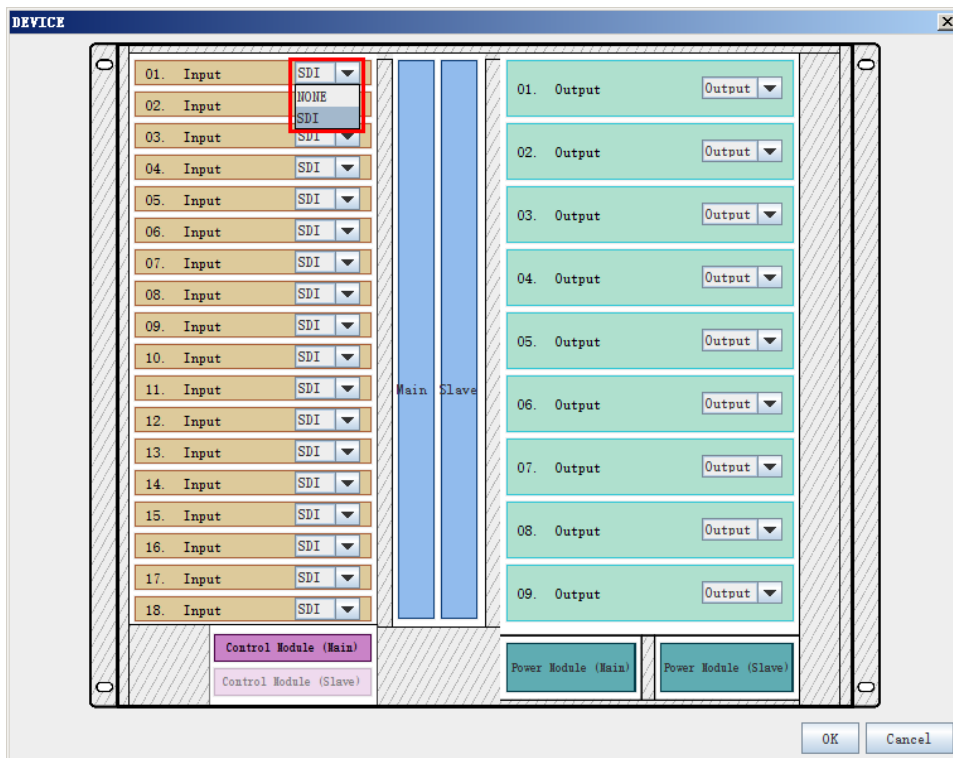 DEVICE
01. Input SDI
NONE
SDI
02. Input
03. Input SDI
04. Input SDI
05. Input SDI
06. Input SDI
07. Input SDI
08. Input SDI
09. Input SDI
10. Input SDI
11. Input SDI
12. Input SDI
13. Input SDI
14. Input SDI
15. Input SDI
16. Input SDI
17. Input SDI
18. Input SDI
Main Slave
01. Output Output
02. Output Output
03. Output Output
04. Output Output
05. Output Output
06. Output Output
07. Output Output
08. Output Output
09. Output Output
Control Module (Main)
Control Module (Slave)
Power Module (Main) Power Module (Slave)
OK Cancel